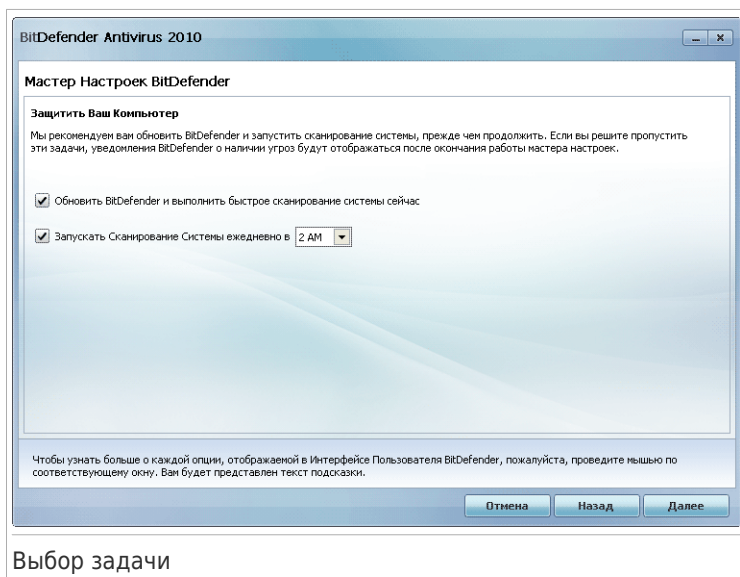 BitDefender Antivirus 2010
Мастер Настроек BitDefender
Защитить Ваш Компьютер
Мы рекомендуем вам обновить BitDefender и запустить сканирование системы, прежде чем продолжить. Если вы решите пропустить
эти задачи, уведомления BitDefender о наличии угроз будут отображаться после окончания работы мастера настроек.
Обновить BitDefender и выполнить быстрое сканирование системы сейчас
Запускать Сканирование Системы ежедневно в 2 AM
Чтобы узнать больше о каждой опции, отображаемой в Интерфейсе Пользователя BitDefender, пожалуйста, проведите мышью по
соответствующему окну. Вам будет представлен текст подсказки.
Отмена Назад Далее
Выбор задачи